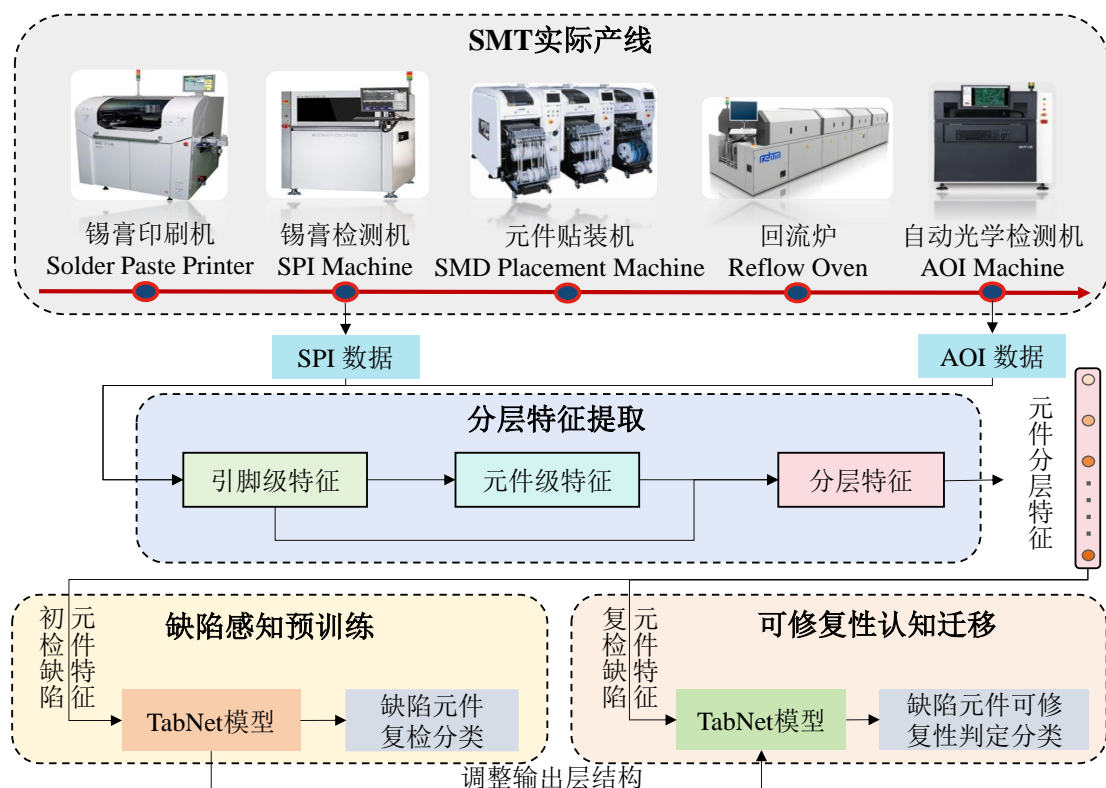 SMT实际产线
锡膏印刷机
Solder Paste Printer
锡膏检测机
SPI Machine
元件贴装机
SMD Placement Machine
回流炉
Reflow Oven
自动光学检测机
AOI Machine
SPI 数据
AOI 数据
分层特征提取
引脚级特征
元件级特征
分层特征
元件分层特征
缺陷感知预训练
初检缺陷
元件特征
TabNet模型
缺陷元件
复检分类
可修复性认知迁移
复检缺陷
元件特征
TabNet模型
缺陷元件可修
复性判定分类
调整输出层结构